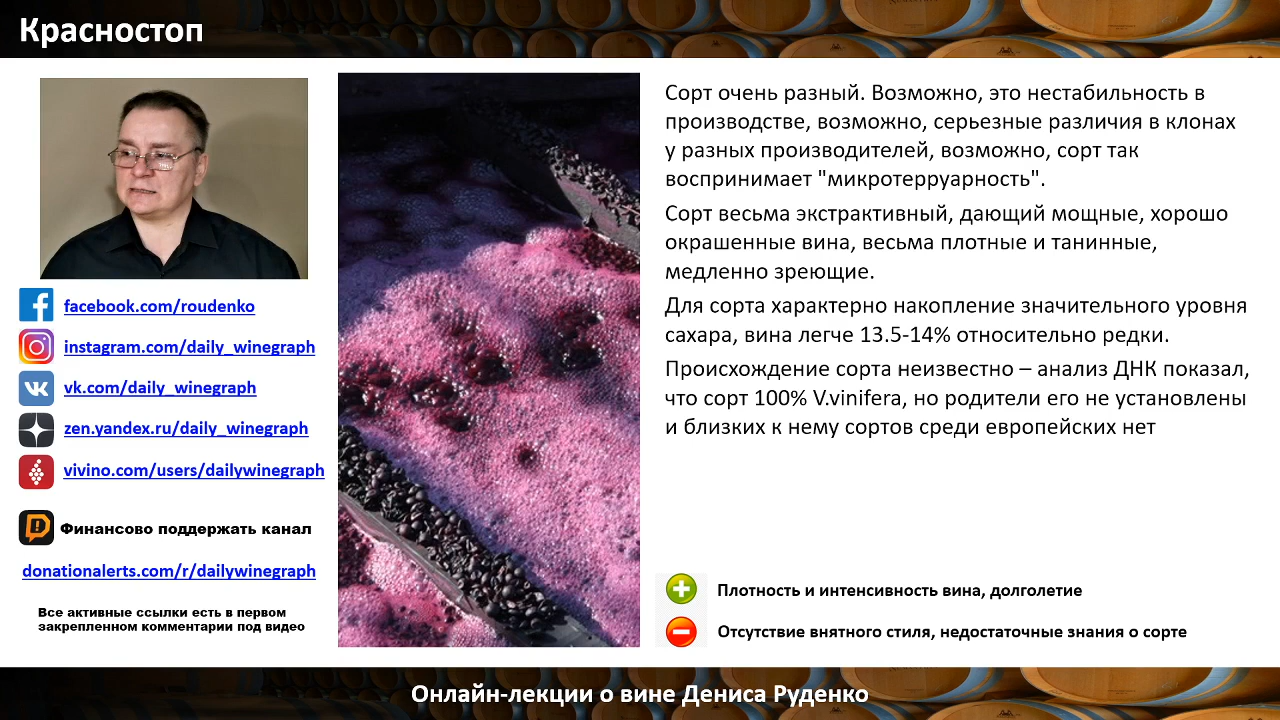 Красностоп
facebook.com/roudenko
instagram.com/daily_winegraph
vk.com/daily_winegraph
zen.yandex.ru/daily_winegraph
vivino.com/users/dailywinegraph
Финансово поддержать канал
donationalerts.com/r/dailywinegraph
Все активные ссылки есть в первом
закрепленном комментарии под видео
Сорт очень разный. Возможно, это нестабильность в
производстве, возможно, серьезные различия в клонах
у разных производителей, возможно, сорт так
воспринимает "микротерруарность".
Сорт весьма экстрактивный, дающий мощные, хорошо
окрашенные вина, весьма плотные и танинные,
медленно зреющие.
Для сорта характерно накопление значительного уровня
сахара, вина легче 13.5-14% относительно редки.
Происхождение сорта неизвестно – анализ ДНК показал,
что сорт 100% V.vinifera, но родители его не установлены
и близких к нему сортов среди европейских нет
Плотность и интенсивность вина, долголетие
Отсутствие внятного стиля, недостаточные знания о сорте
Онлайн-лекции о вине Дениса Руденко